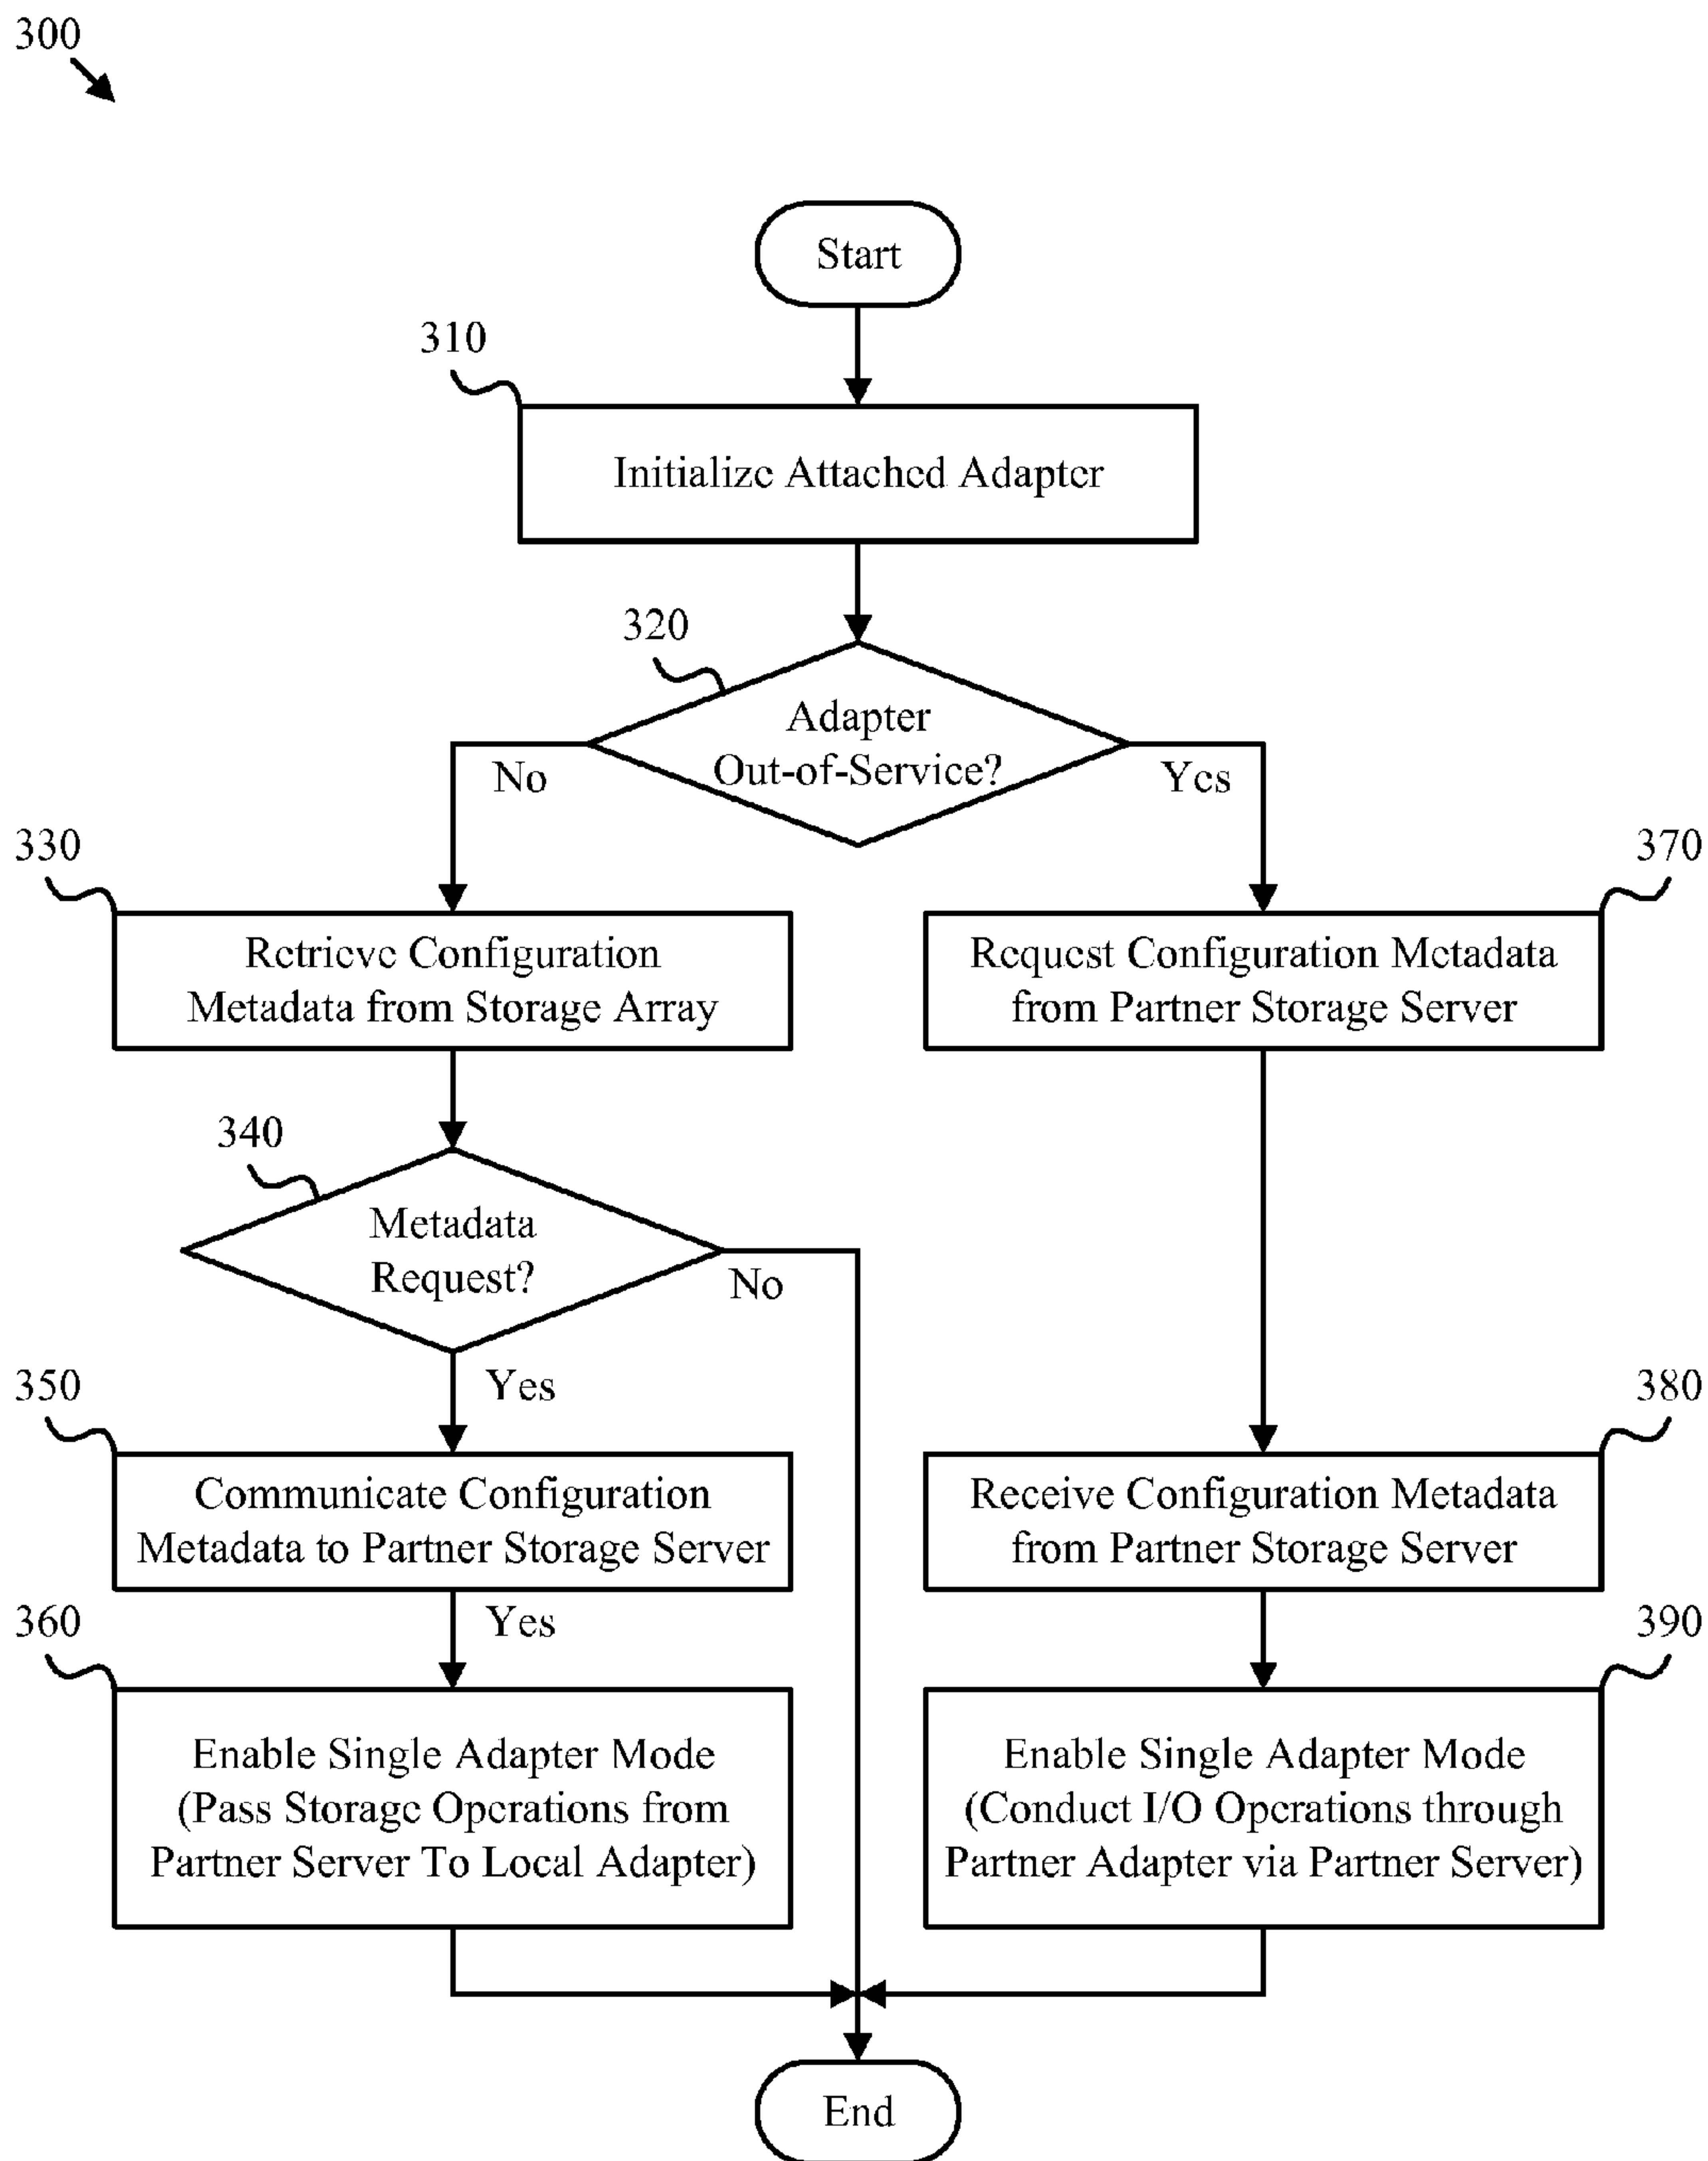 300
Start
310
Initialize Attached Adapter
320
Adapter
Out-of-Service?
No
Yes
330
370
Retrieve Configuration
Metadata from Storage Array
Request Configuration Metadata
from Partner Storage Server
340
Metadata
Request?
No
Yes
350
380
Communicate Configuration
Metadata to Partner Storage Server
Receive Configuration Metadata
from Partner Storage Server
Yes
360
390
Enable Single Adapter Mode
(Pass Storage Operations from
Partner Server To Local Adapter)
Enable Single Adapter Mode
(Conduct I/O Operations through
Partner Adapter via Partner Server)
End